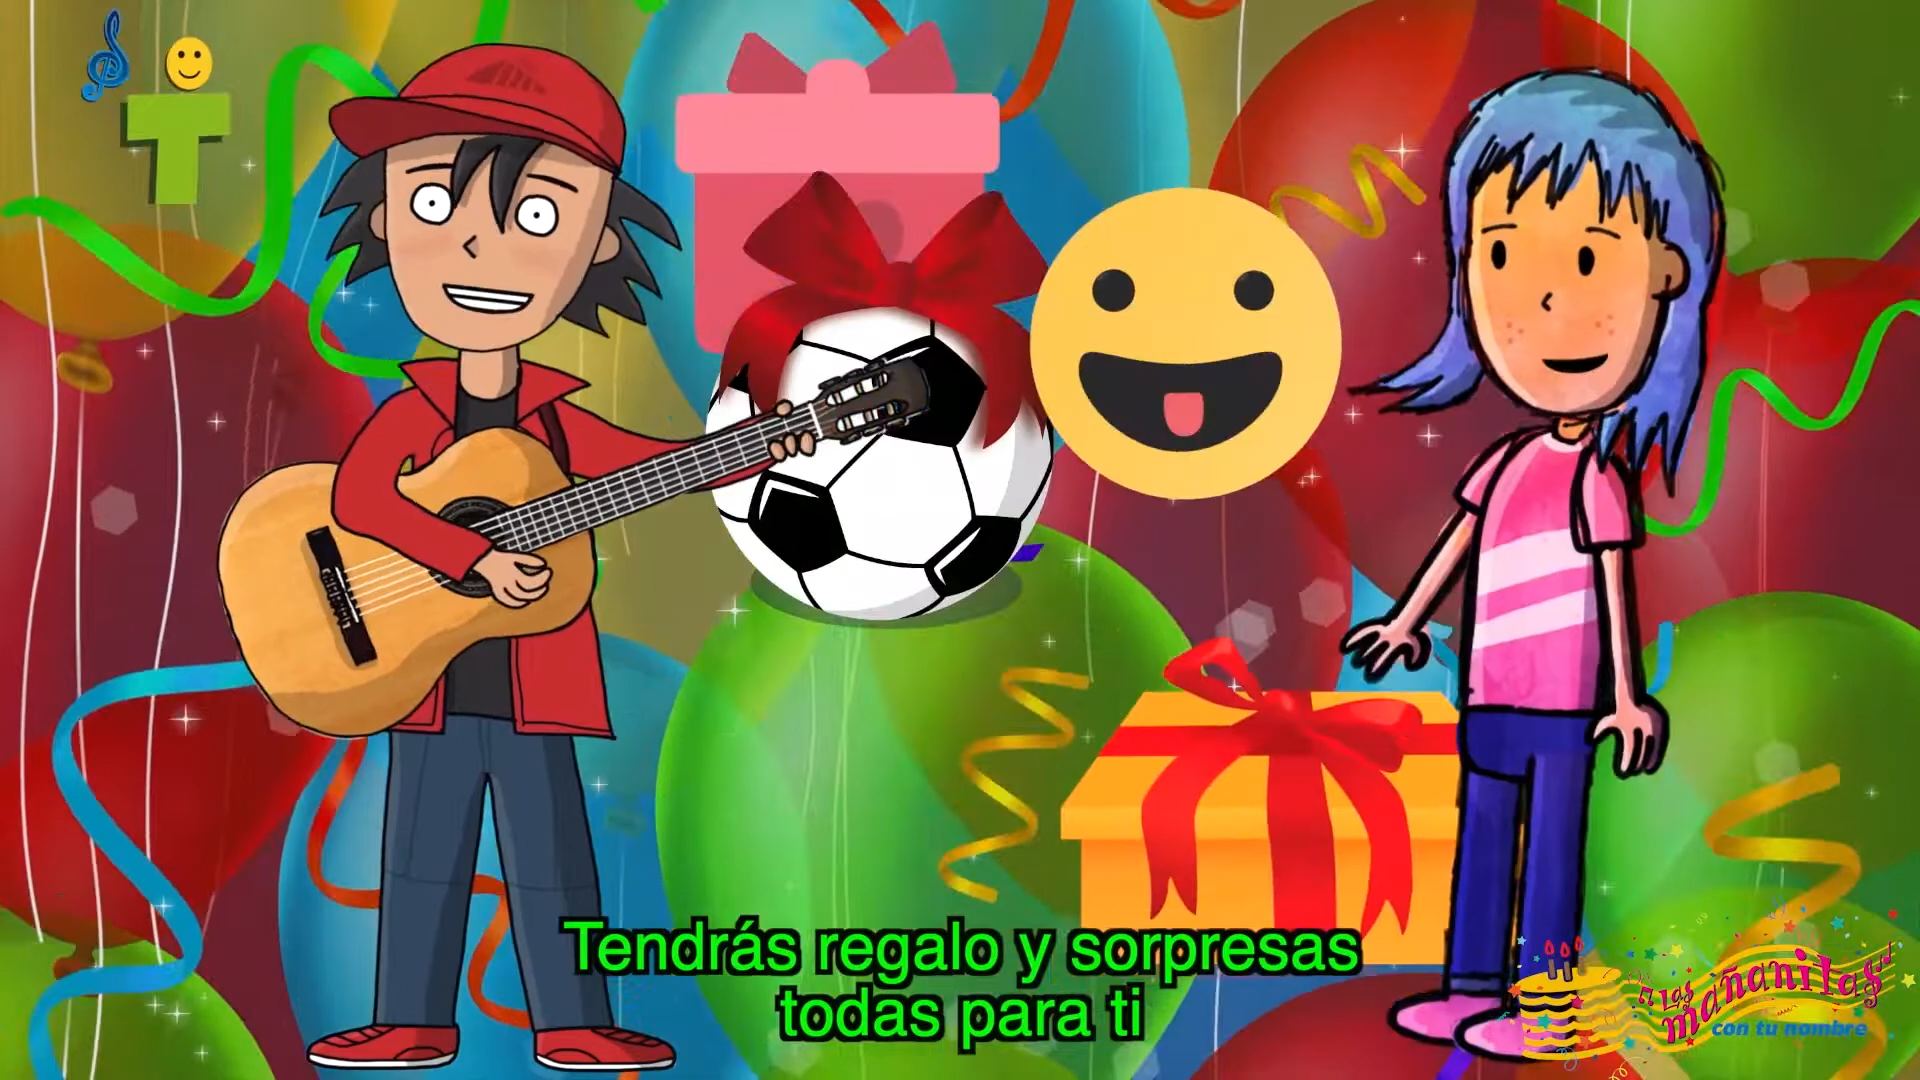 T
Tendrás regalo y sorpresas
todas para ti
Las
mañanitas
con tu nombre